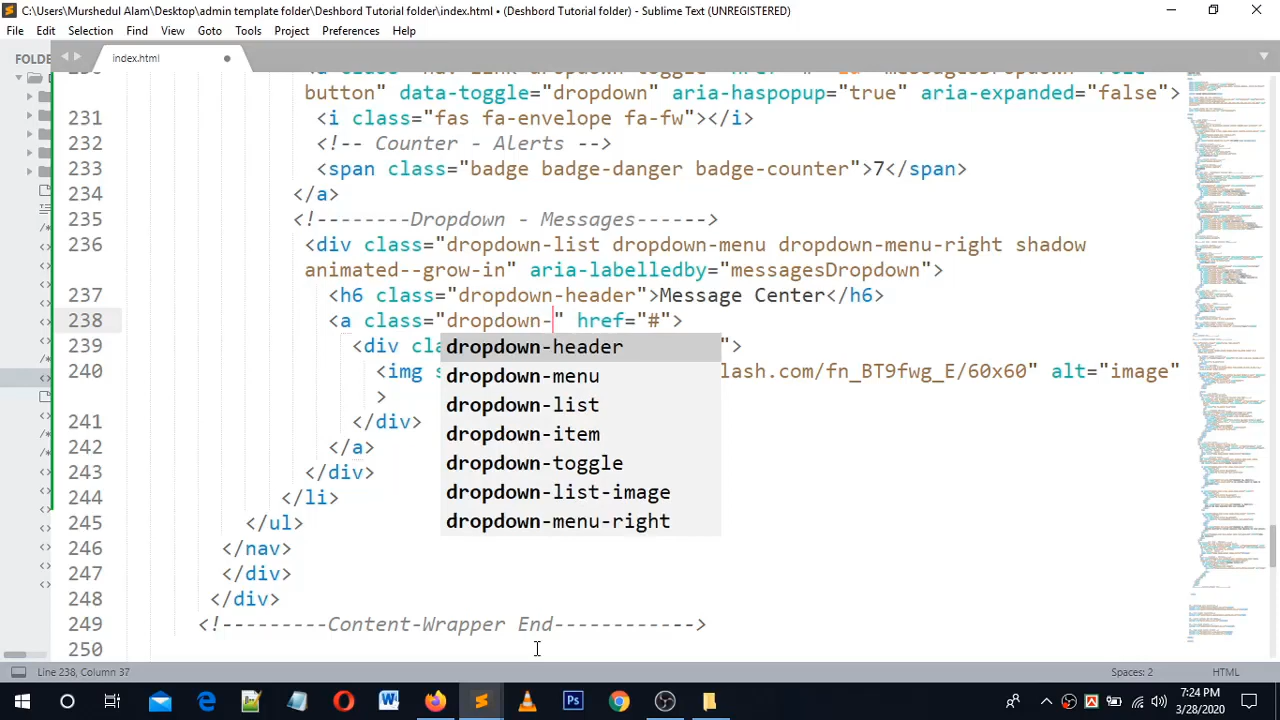 C:\Users\Murshedul Alam\Desktop\admin template folder\Deshbord Tutorial folder\index.html • (Deshbord Tutorial folder) - Sublime Text (UNREGISTERED)
File Edit Selection Find View Goto Tools Project Preferences Help
FOLDE
index.html
button" data-toggle="dropdown" aria-haspopup="true" aria-expanded="false">
231 <i class="fas fa-envelope fa-fw"></i>
232 <!-- Counter - Alerts -->
233 <span class="badge badge-danger badge-counter">7</span>
234 </a>
235 <!--------Dropdown
236 <div class="dropdown-list dropdown-menu dropdown-menu-right shadow
animated--grow-in" aria-labelledby="messagesDropdown">
237 <h6 class="dropdown-header">Message Center</h6>
238 <a class="dropdown-" href="#">
239 <div cla ">
dropdown-header
240 <img s lash.com/fn_BT9fwg_E/60x60" alt="image"
dropdown-menu
241 > </div>
dropdown-list
dropdown-item
242 </a>
dropdown-toggle
243 </div>
dropdown-list-image
244 </li>
dropdown-menu-right
245 </ul>
246 </nav>
247 </div>
248 </div>
249 <!---------Content-Wrapper
250
Line 238, Column 37 Spaces: 2 HTML
7:24 PM
3/28/2020